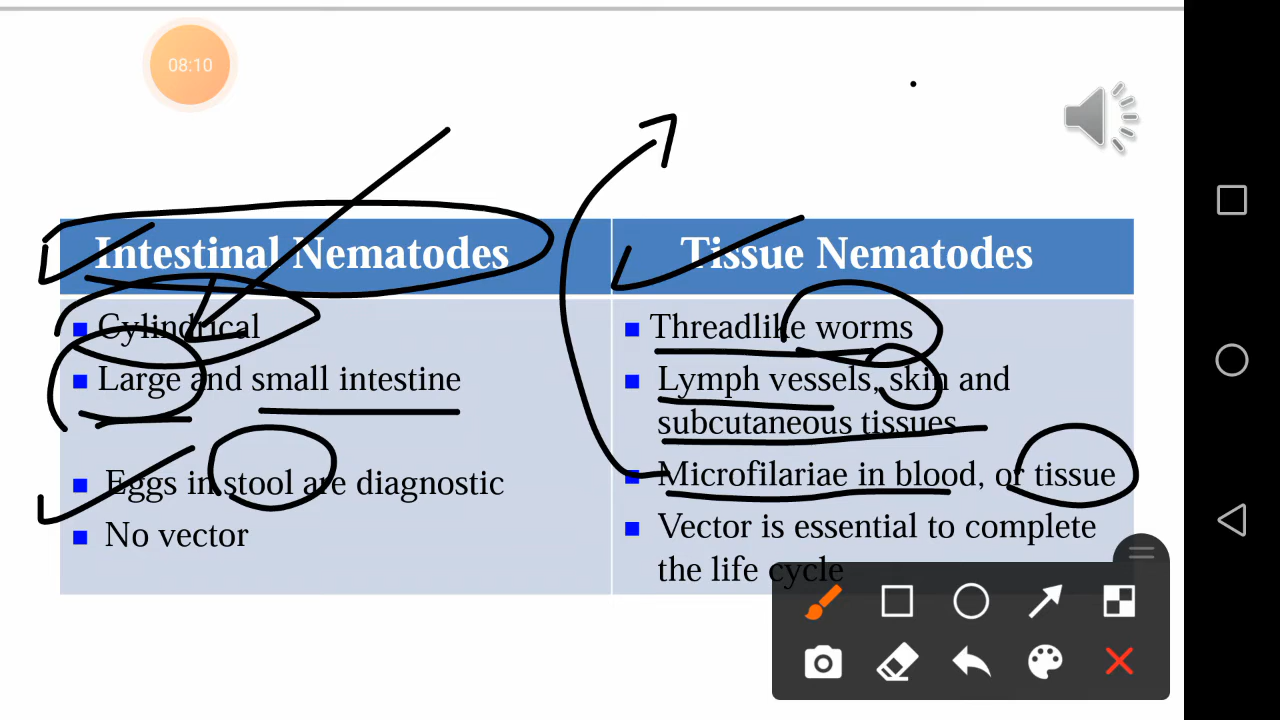 08:10
Intestinal Nematodes
Tissue Nematodes
Cylindrical
Large and small intestine
Eggs in stool are diagnostic
No vector
Threadlike worms
Lymph vessels, skin and
subcutaneous tissues
Microfilariae in blood, or tissue
Vector is essential to complete
the life cycle